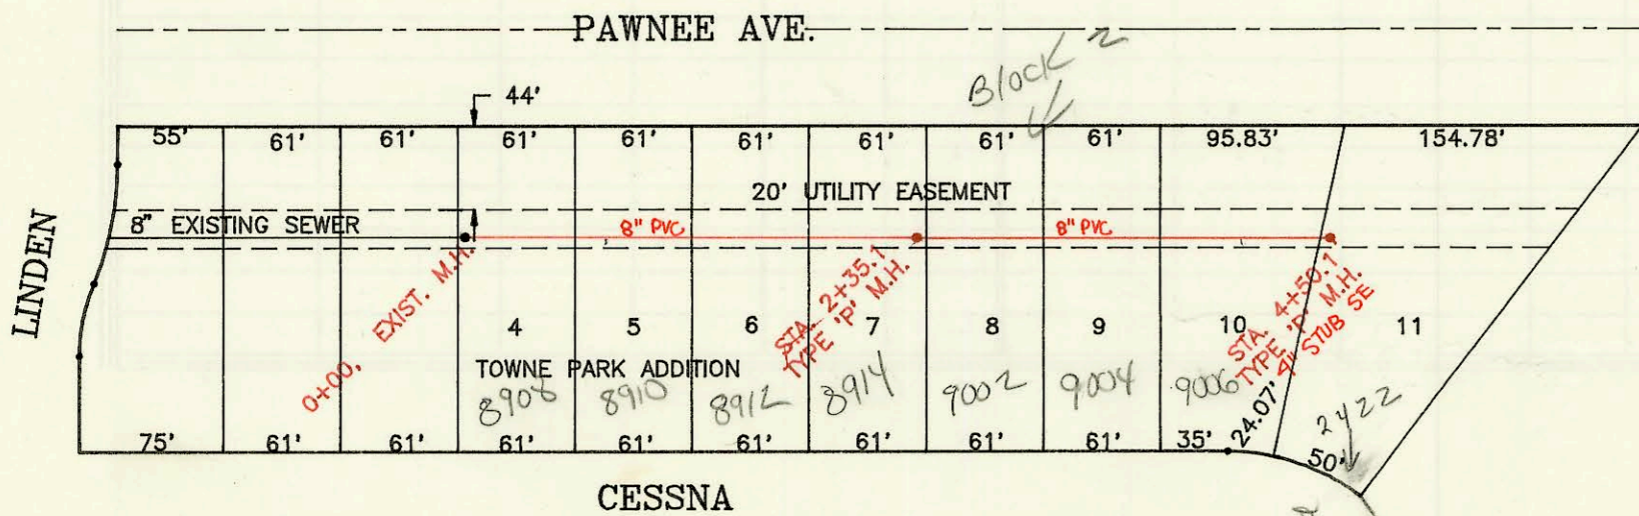 PAWNEE AVE.
Block 2
44'
55' 61' 61' 61' 61' 61' 61' 61' 61' 95.83' 154.78'
20' UTILITY EASEMENT
LINDEN
8" EXISTING SEWER
8" PVC 8" PVC
0+00, EXIST. M.H.
STA. 2+35.1
TYPE 'P' M.H.
STA. 4+50.1
TYPE 'P' M.H.
STUB SE
4 5 6 7 8 9 10 11
TOWNE PARK ADDITION
8908 8910 8912 8914 9002 9004 9006 2422
75' 61' 61' 61' 61' 61' 61' 61' 61' 35' 24.07' 50'
CESSNA